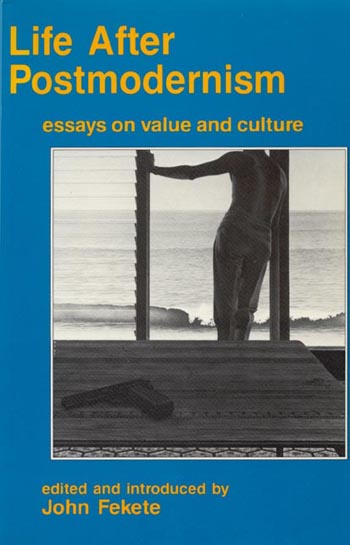 Life After
Postmodernism
essays on value and culture
edited and introduced by
John Fekete